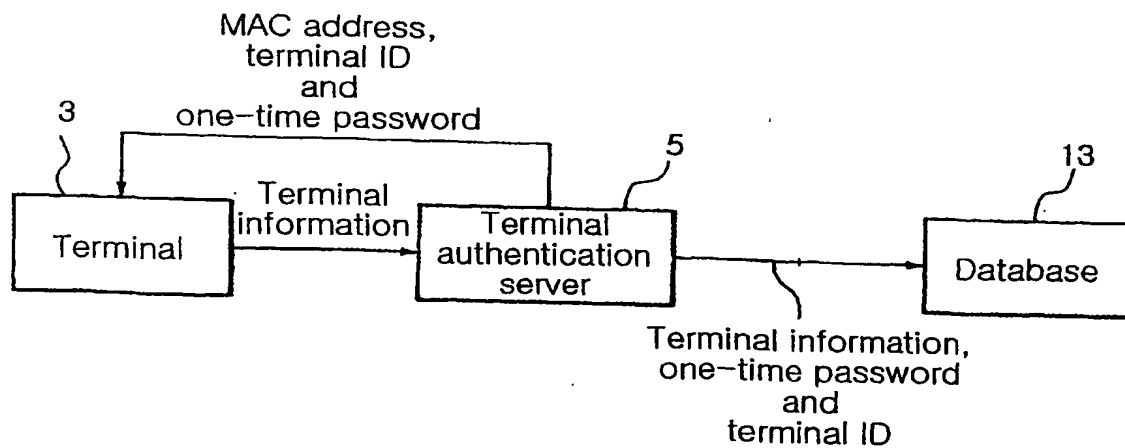 MAC address,
terminal ID
and
one-time password
3
5
13
Terminal
Terminal
information
Terminal
authentication
server
Database
Terminal information,
one-time password
and
terminal ID